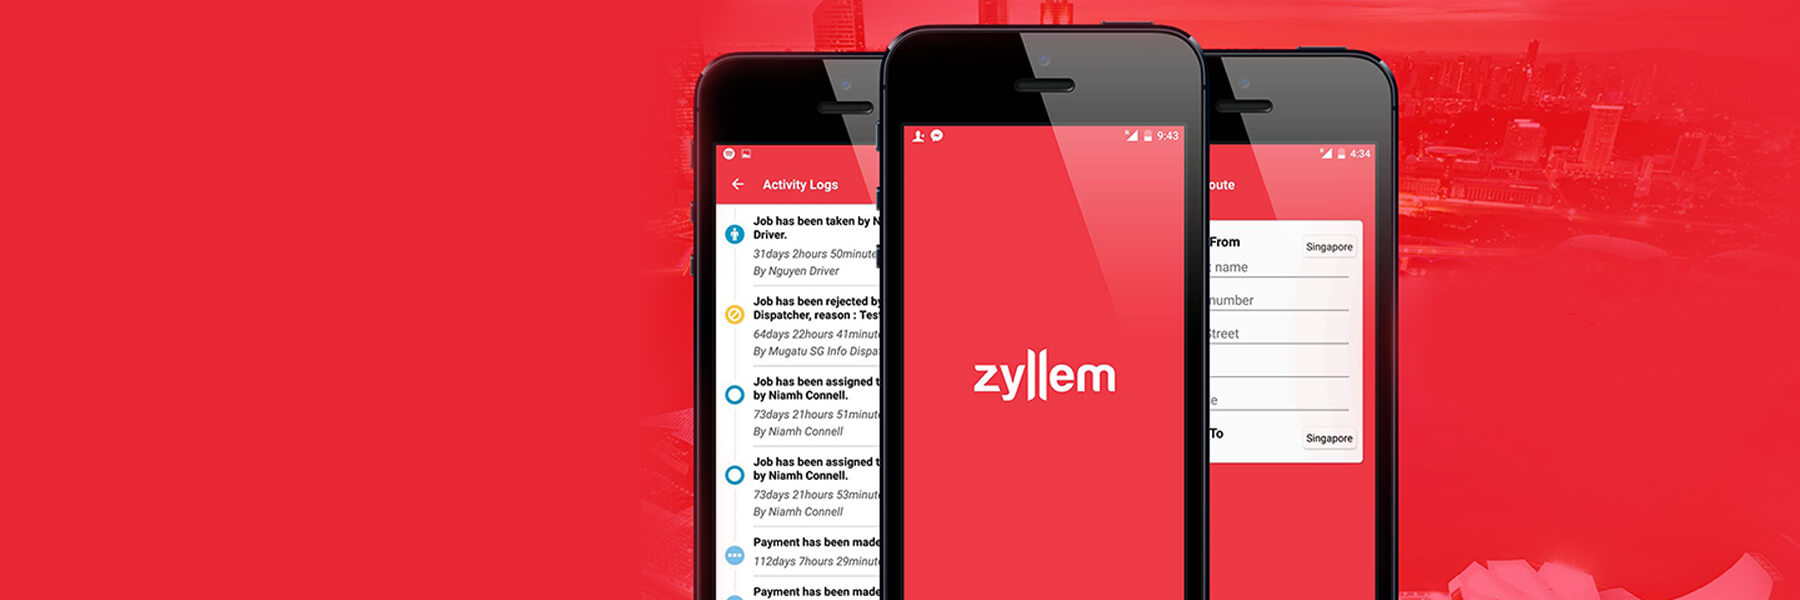 Activity Logs
Job has been taken by N
Driver.
31days 2hours 50minute
By Nguyen Driver
Job has been rejected by
Dispatcher, reason : Tes
64days 22hours 41minut
By Mugatu SG Info Dispa
Job has been assigned t
by Niamh Connell.
73days 21hours 51minut
By Niamh Connell
Job has been assigned t
by Niamh Connell.
73days 21hours 53minut
By Niamh Connell
Payment has been made
112days 7hours 29minut
Payment has been made
9:43
zyllem
4:34
oute
From
Singapore
name
number
Street
e
To
Singapore